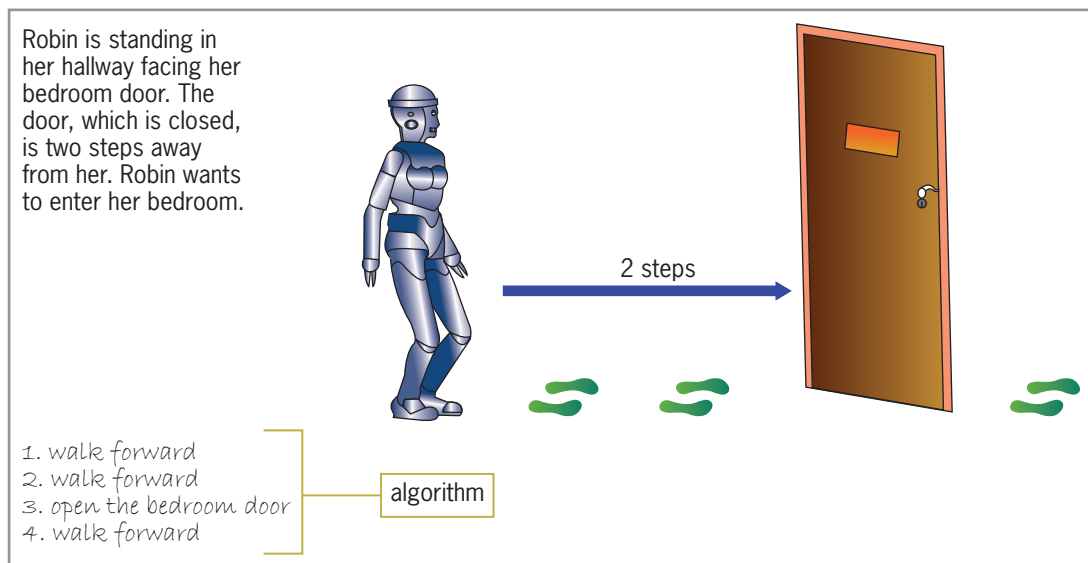 Robin is standing in
her hallway facing her
bedroom door. The
door, which is closed,
is two steps away
from her. Robin wants
to enter her bedroom.
2 steps
1. walk forward
2. walk forward
3. open the bedroom door
4. walk forward
algorithm